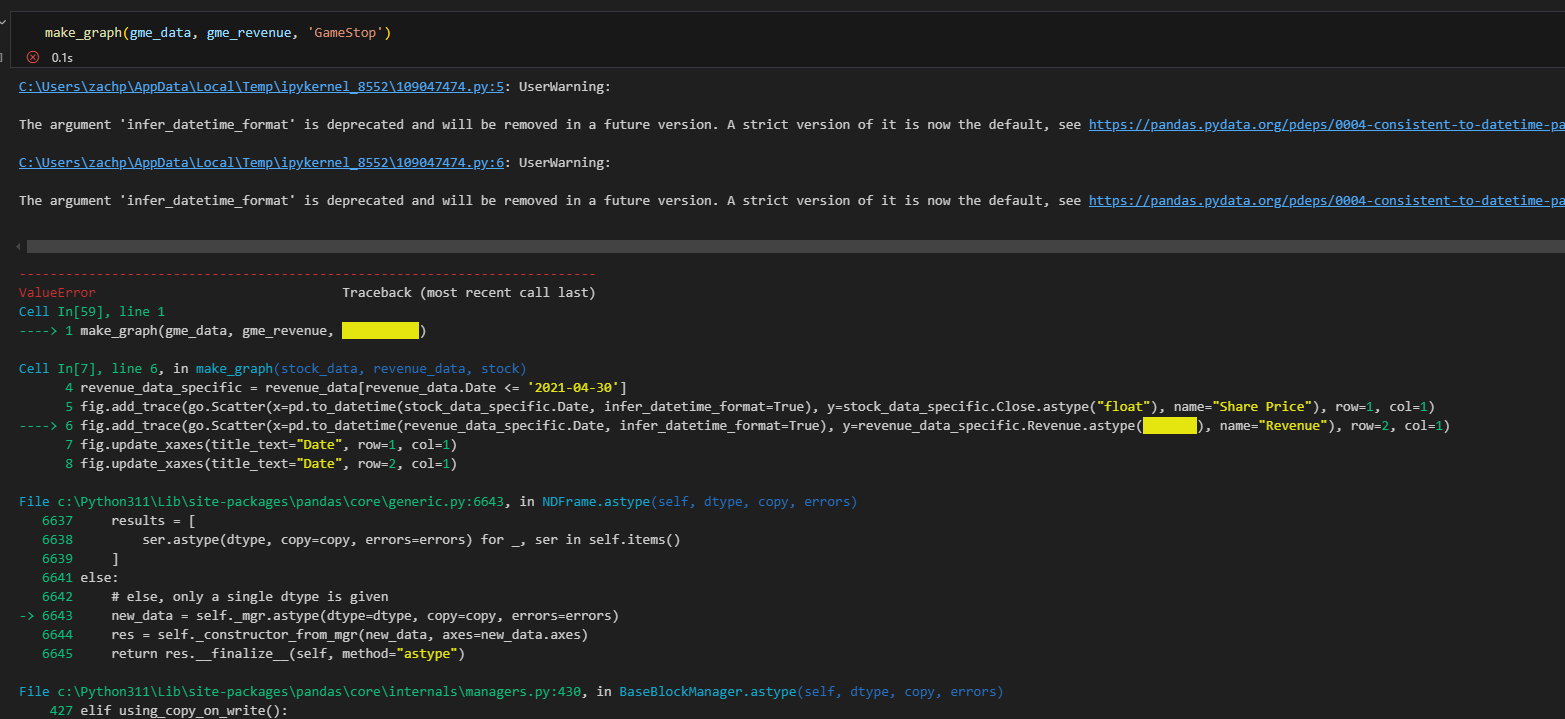 make_graph(gme_data, gme_revenue, 'GameStop')
0.1s
C:\Users\zachp\AppData\Local\Temp\ipykernel_8552\109047474.py:5: UserWarning:
The argument 'infer_datetime_format' is deprecated and will be removed in a future version. A strict version of it is now the default, see https://pandas.pydata.org/pdeps/0004-consistent-to-datetime-pa
C:\Users\zachp\AppData\Local\Temp\ipykernel_8552\109047474.py:6: UserWarning:
The argument 'infer_datetime_format' is deprecated and will be removed in a future version. A strict version of it is now the default, see https://pandas.pydata.org/pdeps/0004-consistent-to-datetime-pa
---------------------------------------------------------------------------
ValueError                                Traceback (most recent call last)
Cell In[59], line 1
----> 1 make_graph(gme_data, gme_revenue, )
Cell In[7], line 6, in make_graph(stock_data, revenue_data, stock)
4 revenue_data_specific = revenue_data[revenue_data.Date <= '2021-04-30']
5 fig.add_trace(go.Scatter(x=pd.to_datetime(stock_data_specific.Date, infer_datetime_format=True), y=stock_data_specific.Close.astype("float"), name="Share Price"), row=1, col=1)
----> 6 fig.add_trace(go.Scatter(x=pd.to_datetime(revenue_data_specific.Date, infer_datetime_format=True), y=revenue_data_specific.Revenue.astype(), name="Revenue"), row=2, col=1)
7 fig.update_xaxes(title_text="Date", row=1, col=1)
8 fig.update_xaxes(title_text="Date", row=2, col=1)
File c:\Python311\Lib\site-packages\pandas\core\generic.py:6643, in NDFrame.astype(self, dtype, copy, errors)
6637     results = [
6638         ser.astype(dtype, copy=copy, errors=errors) for _, ser in self.items()
6639     ]
6641 else:
6642     # else, only a single dtype is given
-> 6643     new_data = self._mgr.astype(dtype=dtype, copy=copy, errors=errors)
6644     res = self._constructor_from_mgr(new_data, axes=new_data.axes)
6645     return res.__finalize__(self, method="astype")
File c:\Python311\Lib\site-packages\pandas\core\internals\managers.py:430, in BaseBlockManager.astype(self, dtype, copy, errors)
427 elif using_copy_on_write():